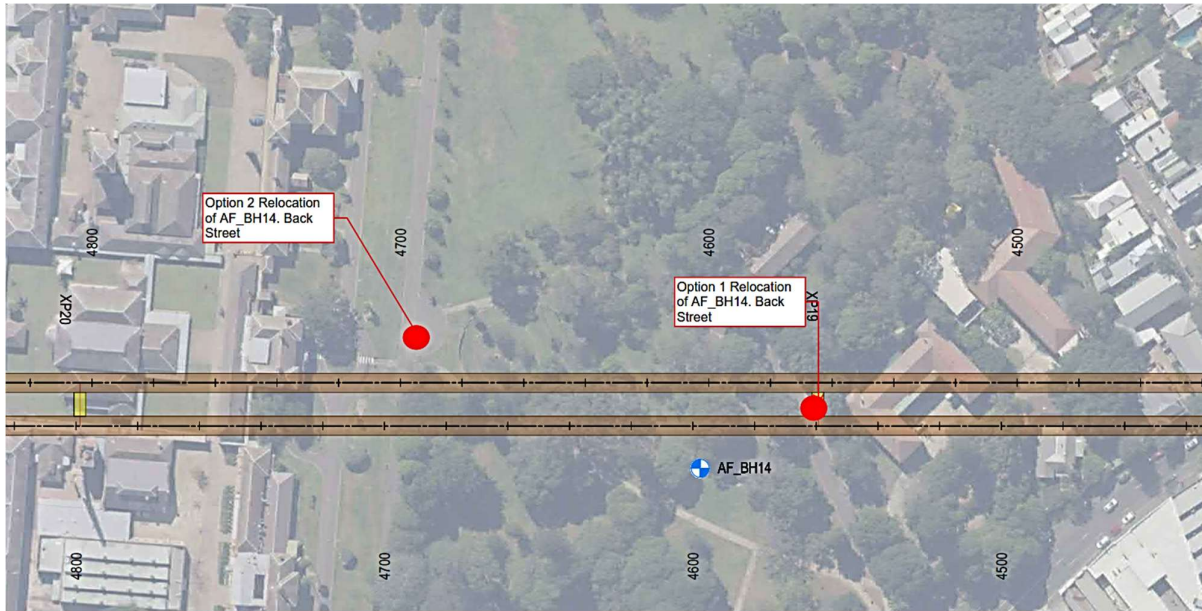 Option 2 Relocation
of AF_BH14. Back
Street
4800
4700
4600
4500
XP20
Option 1 Relocation
of AF_BH14. Back
Street
XP19
AF_BH14
4800
4700
4600
4500